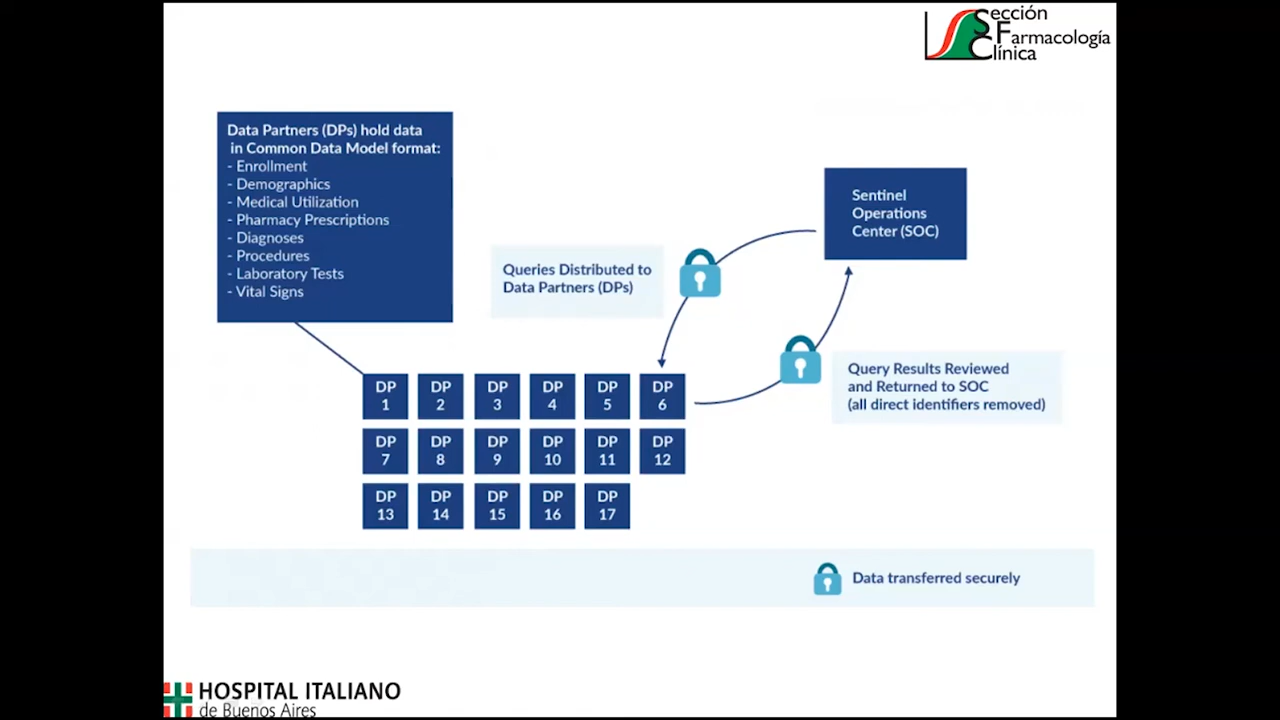 Sección
Farmacología
Clínica
Data Partners (DPs) hold data
in Common Data Model format:
- Enrollment
- Demographics
- Medical Utilization
- Pharmacy Prescriptions
- Diagnoses
- Procedures
- Laboratory Tests
- Vital Signs
Sentinel
Operations
Center (SOC)
Queries Distributed to
Data Partners (DPs)
Query Results Reviewed
and Returned to SOC
(all direct identifiers removed)
DP
1
DP
2
DP
3
DP
4
DP
5
DP
6
DP
7
DP
8
DP
9
DP
10
DP
11
DP
12
DP
13
DP
14
DP
15
DP
16
DP
17
Data transferred securely
HOSPITAL ITALIANO
de Buenos Aires